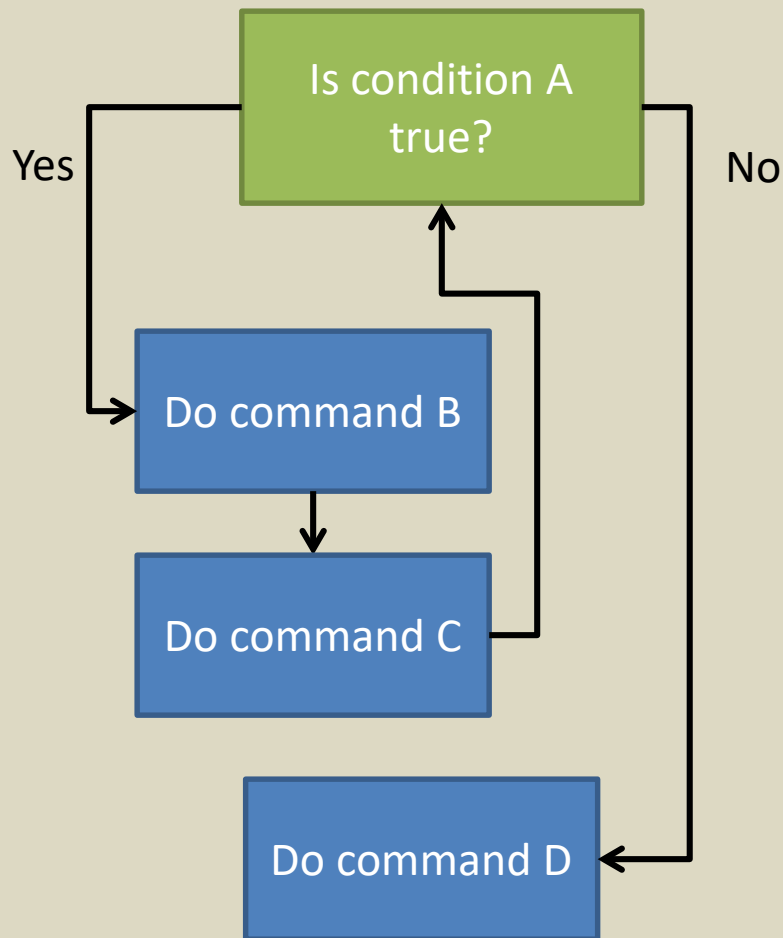 Is condition A
true?
Yes
No
Do command B
Do command C
Do command D